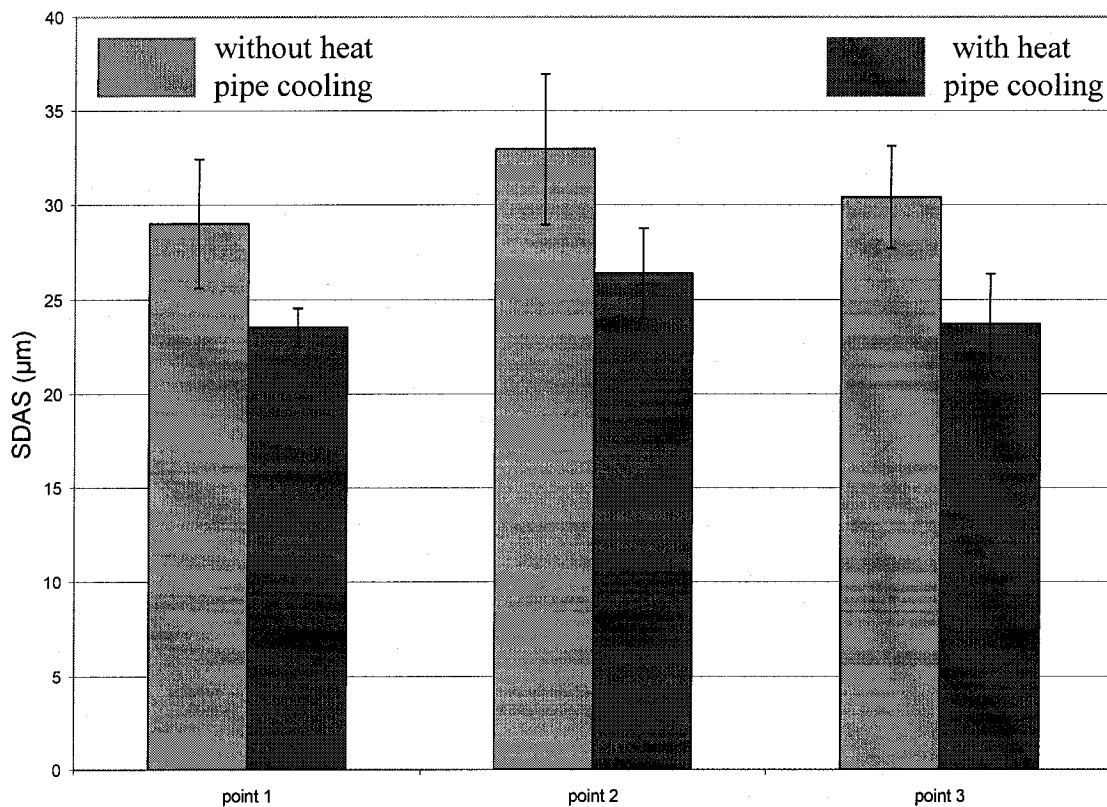 40
35
30
25
20
15
10
5
0
SDAS (µm)
without heat
pipe cooling
with heat
pipe cooling
point 1
point 2
point 3